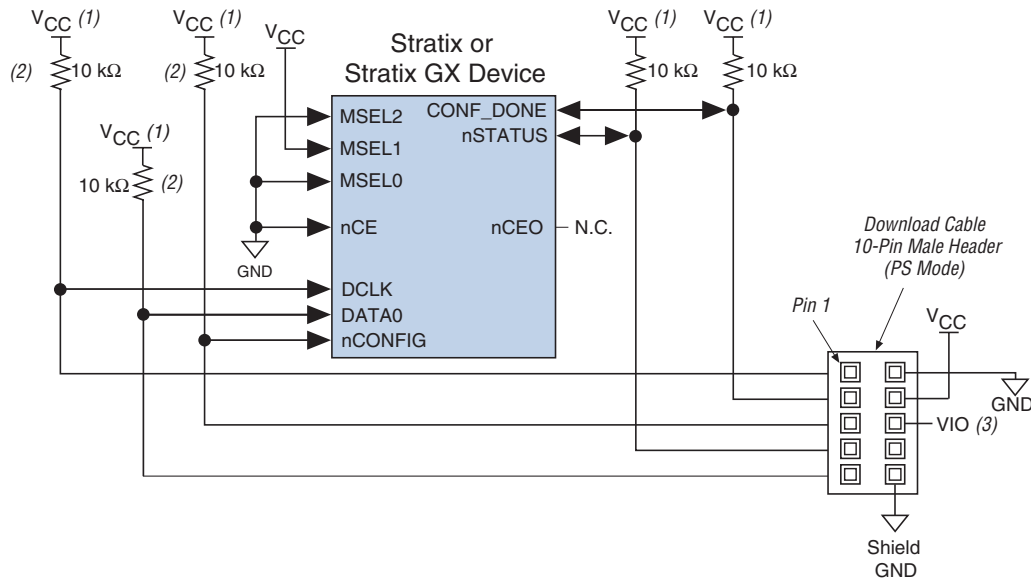 VCC (1)
VCC (1)
VCC
VCC (1)
VCC (1)
(2) 10 kΩ
(2) 10 kΩ
Stratix or
Stratix GX Device
10 kΩ
10 kΩ
MSEL2
CONF_DONE
nSTATUS
VCC (1)
MSEL1
10 kΩ (2)
MSEL0
nCE
nCEO
N.C.
GND
DCLK
DATA0
nCONFIG
Download Cable
10-Pin Male Header
(PS Mode)
Pin 1
VCC
GND
VIO (3)
Shield
GND